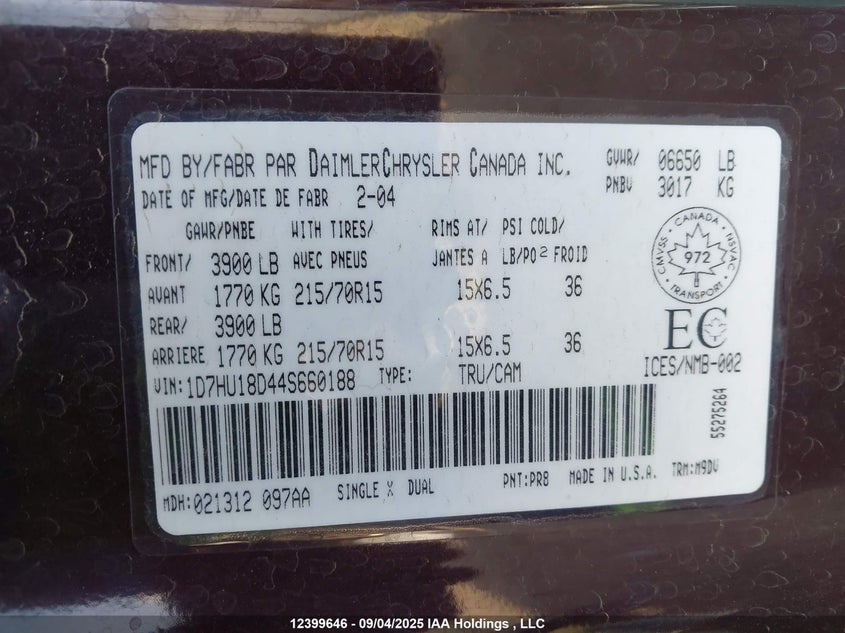 MFD BY/FABR PAR DAIMLERCHRYSLER CANADA INC.
GVWR/ 06650 LB
PNBV 3017 KG
DATE OF MFG/DATE DE FABR 2-04
GAWR/PNBE WITH TIRES/ RIMS AT/ PSI COLD/
FRONT/ 3900 LB AVEC PNEUS JANTES A LB/PO² FROID
AVANT 1770 KG 215/70R15 15X6.5 36
REAR/ 3900 LB
ARRIERE 1770 KG 215/70R15 15X6.5 36
CANADA
CMVSS NSVAC
972
TRANSPORT
EC
ICES/NMB-002
VIN: 1D7HU18D44S660188 TYPE: TRU/CAM
55275264
MDH: 021312 097AA SINGLE X DUAL PNT: PR8 MADE IN U.S.A. TRM: M9DV
12399646 - 09/04/2025 IAA Holdings , LLC